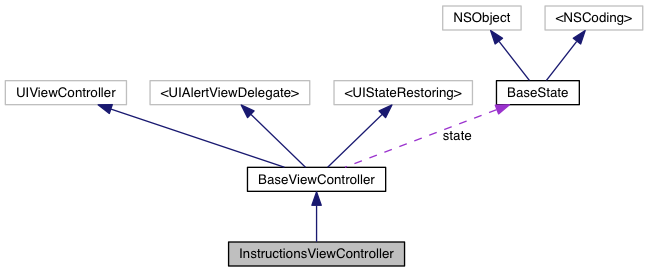 NSObject
<NSCoding>
UIViewController
<UIAlertViewDelegate>
<UIStateRestoring>
BaseState
state
BaseViewController
InstructionsViewController